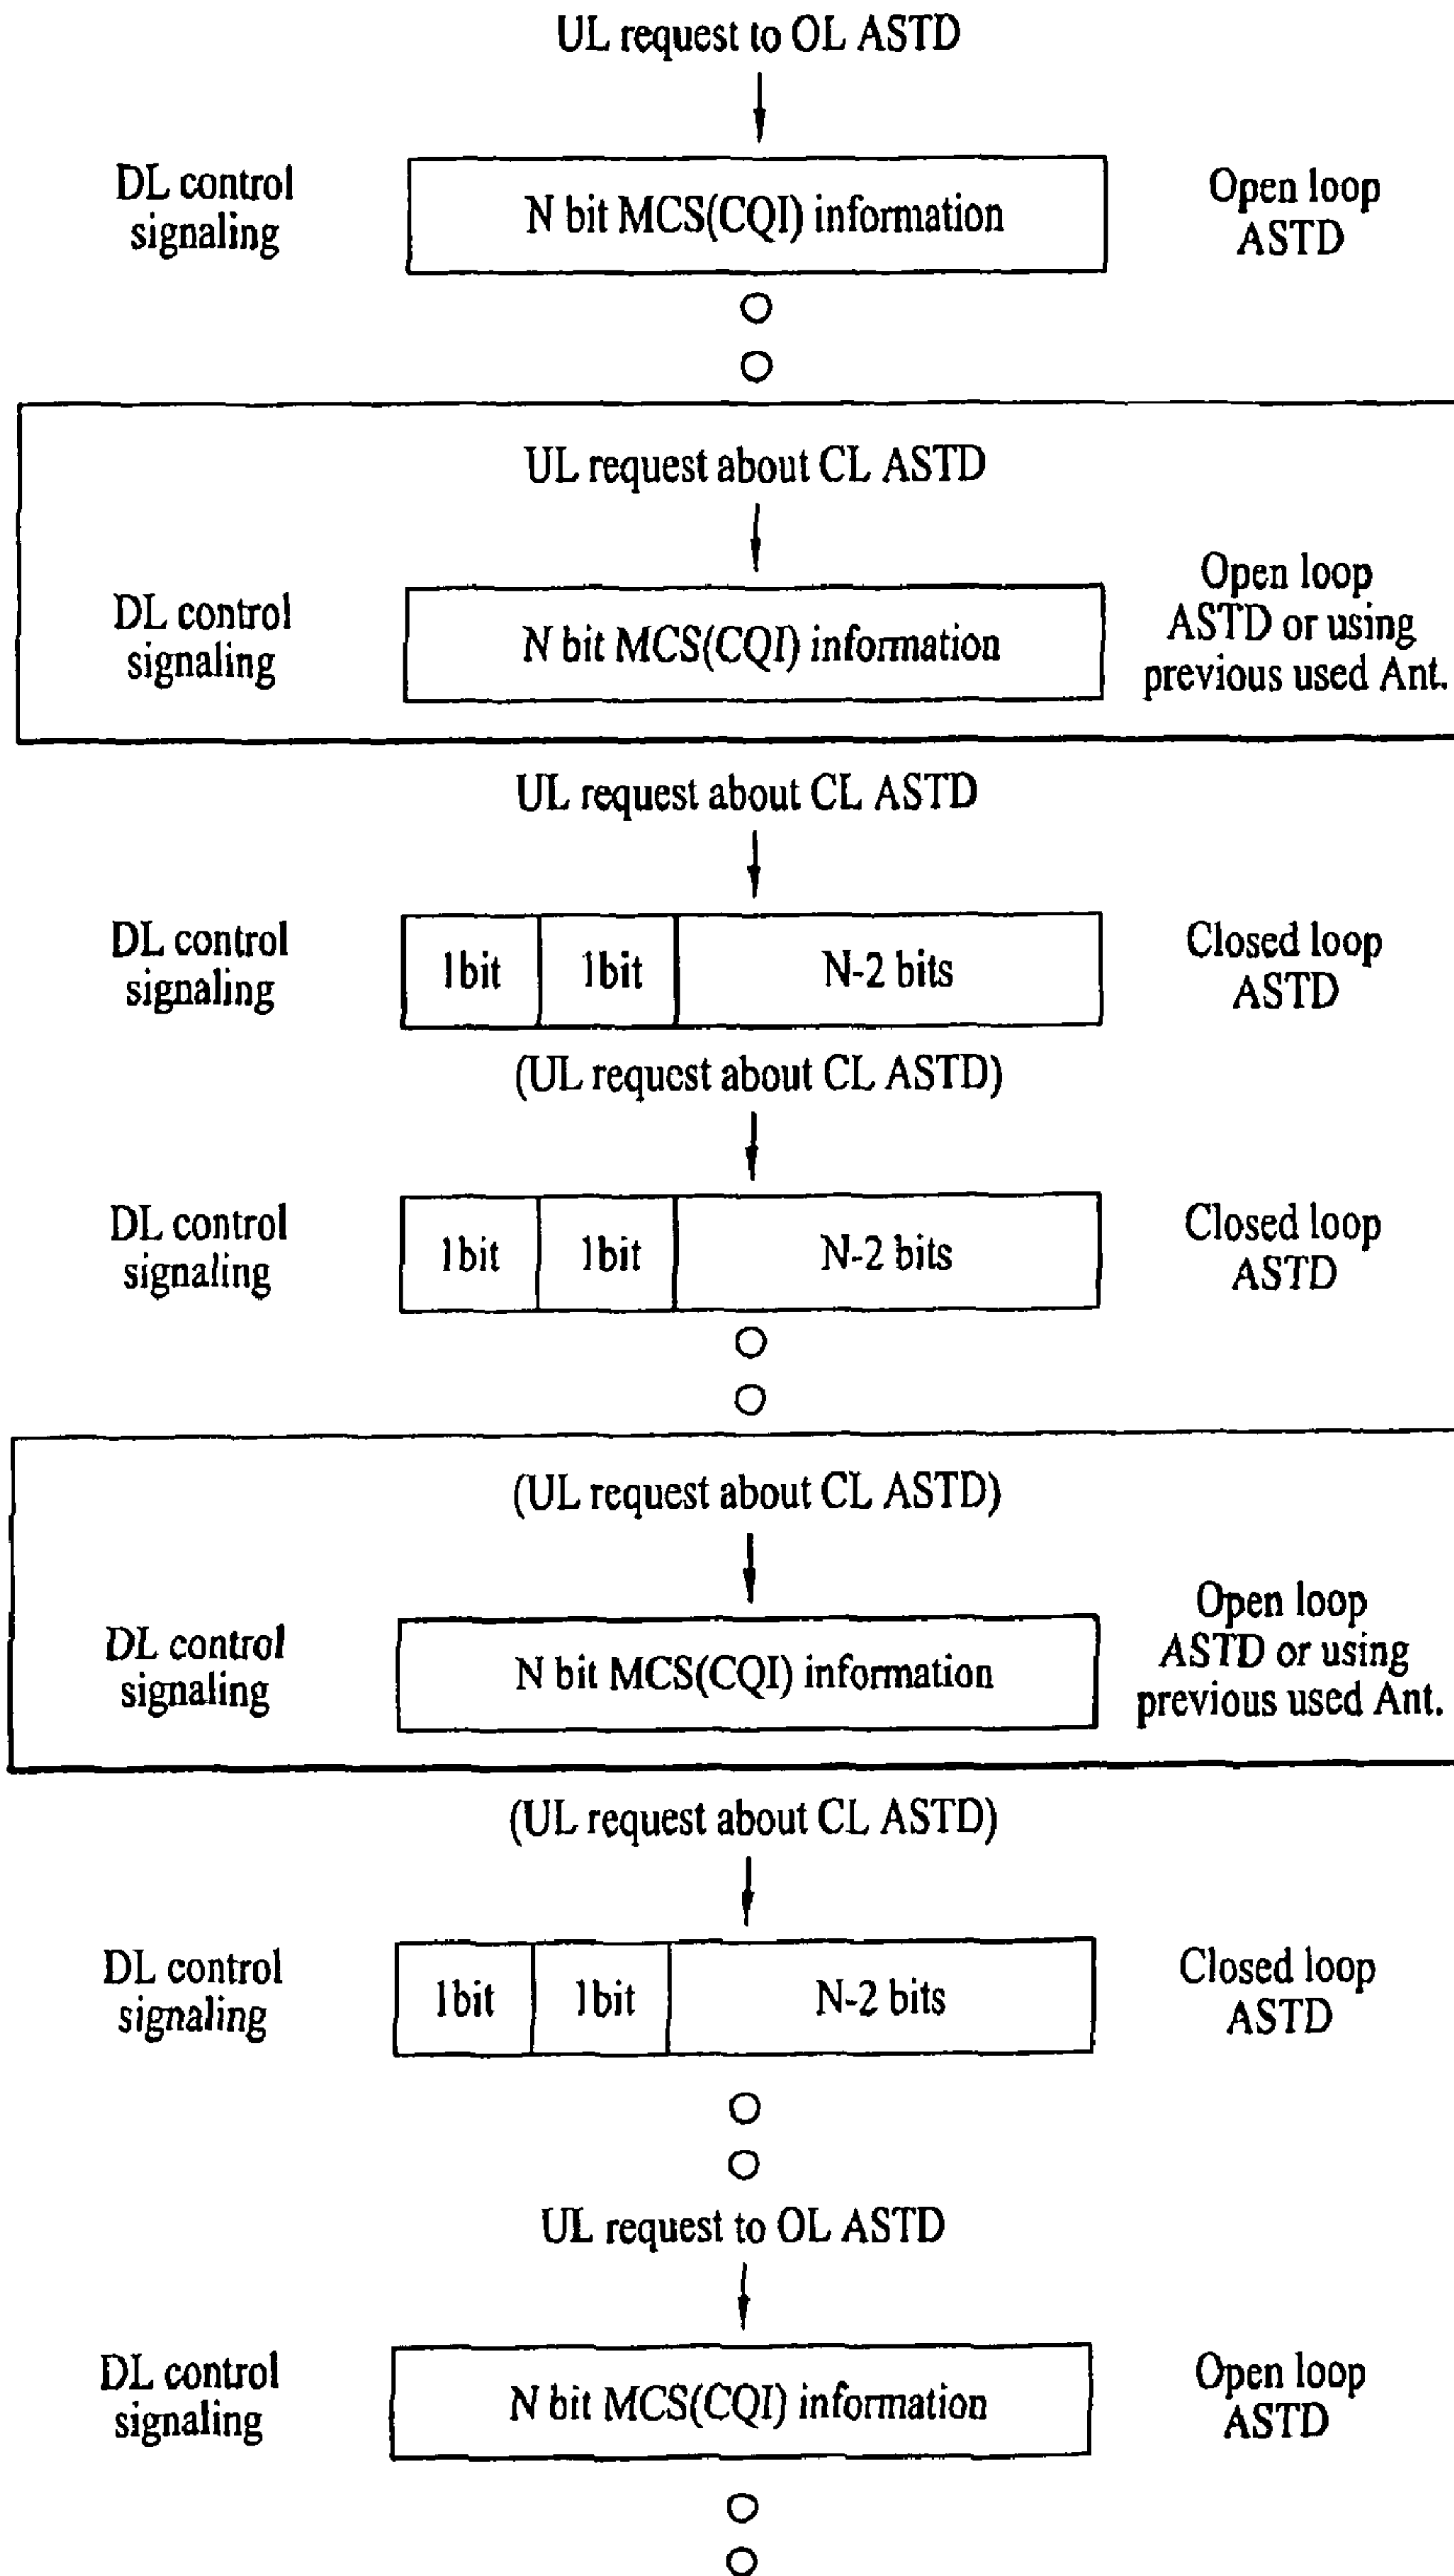 UL request to OL ASTD
DL control
signaling
N bit MCS(CQI) information
Open loop
ASTD
UL request about CL ASTD
DL control
signaling
N bit MCS(CQI) information
Open loop
ASTD or using
previous used Ant.
UL request about CL ASTD
DL control
signaling
1bit 1bit N-2 bits
Closed loop
ASTD
(UL request about CL ASTD)
DL control
signaling
1bit 1bit N-2 bits
Closed loop
ASTD
(UL request about CL ASTD)
DL control
signaling
N bit MCS(CQI) information
Open loop
ASTD or using
previous used Ant.
(UL request about CL ASTD)
DL control
signaling
1bit 1bit N-2 bits
Closed loop
ASTD
UL request to OL ASTD
DL control
signaling
N bit MCS(CQI) information
Open loop
ASTD